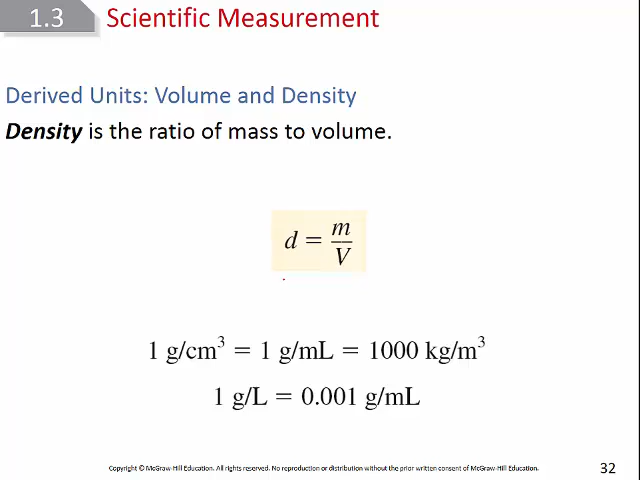 1.3 Scientific Measurement
Derived Units: Volume and Density
Density is the ratio of mass to volume.
d = m/V
1 g/cm³ = 1 g/mL = 1000 kg/m³
1 g/L = 0.001 g/mL
Copyright © McGraw-Hill Education. All rights reserved. No reproduction or distribution without the prior written consent of McGraw-Hill Education.
32